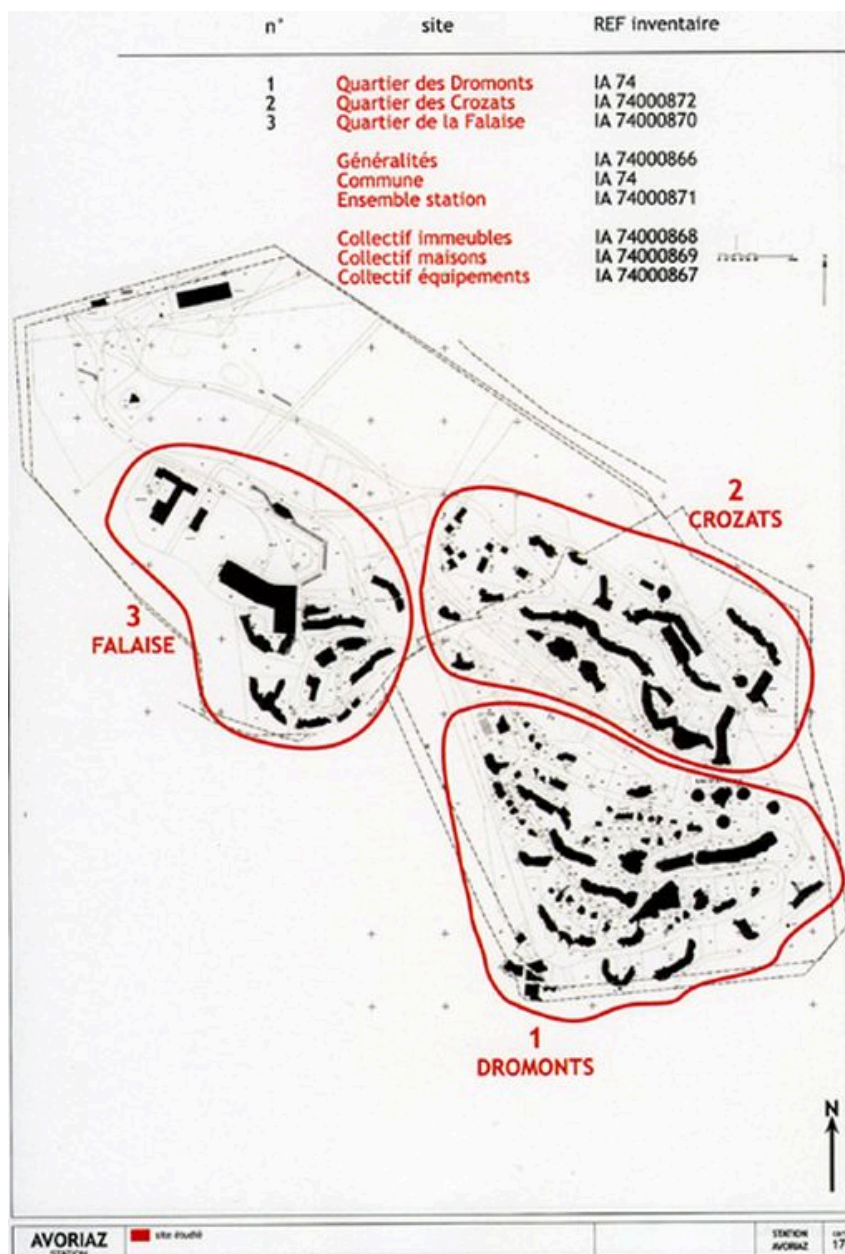 n° site REF inventaire
1 Quartier des Dromonts IA 74
2 Quartier des Crozats IA 74000872
3 Quartier de la Falaise IA 74000870
Généralités IA 74000866
Commune IA 74
Ensemble station IA 74000871
Collectif immeubles IA 74000868
Collectif maisons IA 74000869
Collectif équipements IA 74000867
2
CROZATS
3
FALAISE
1
DROMONTS
N
AVORIAZ
STATION
site étudié
STATION
AVORIAZ
17